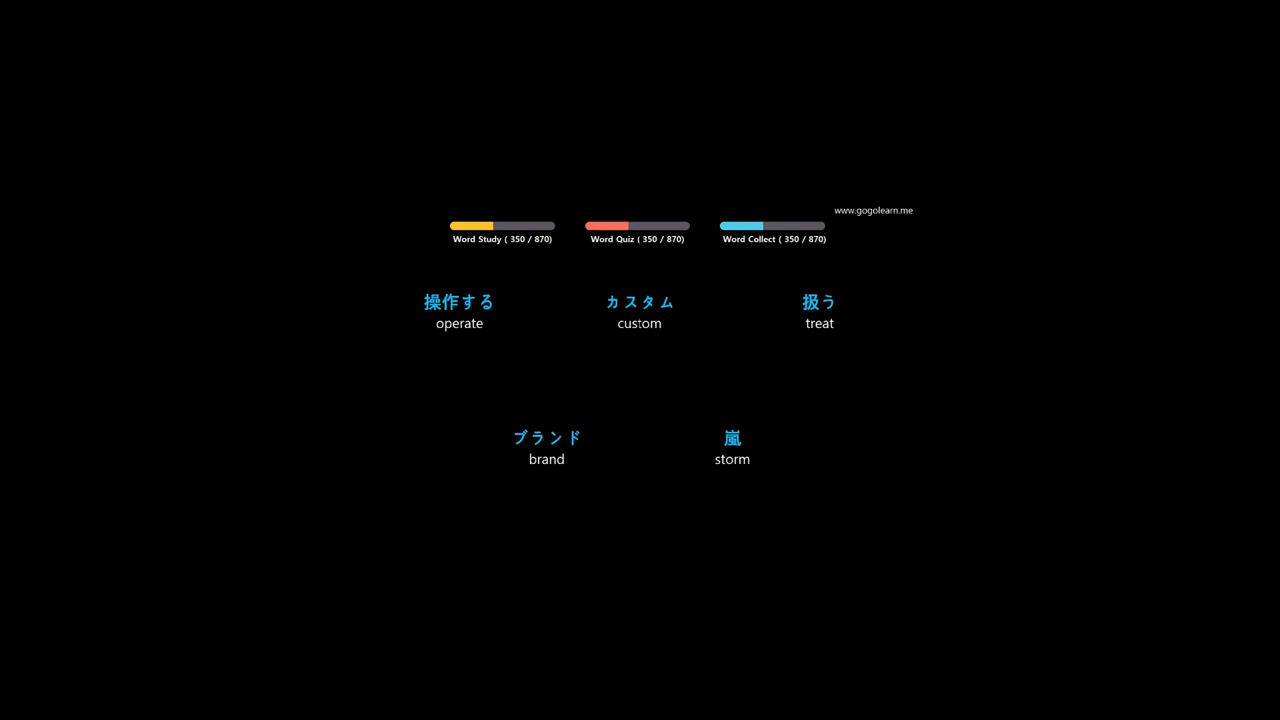 www.gogolearn.me
Word Study ( 350 / 870)
Word Quiz ( 350 / 870)
Word Collect ( 350 / 870)
操作する
operate
カスタム
custom
扱う
treat
ブランド
brand
嵐
storm